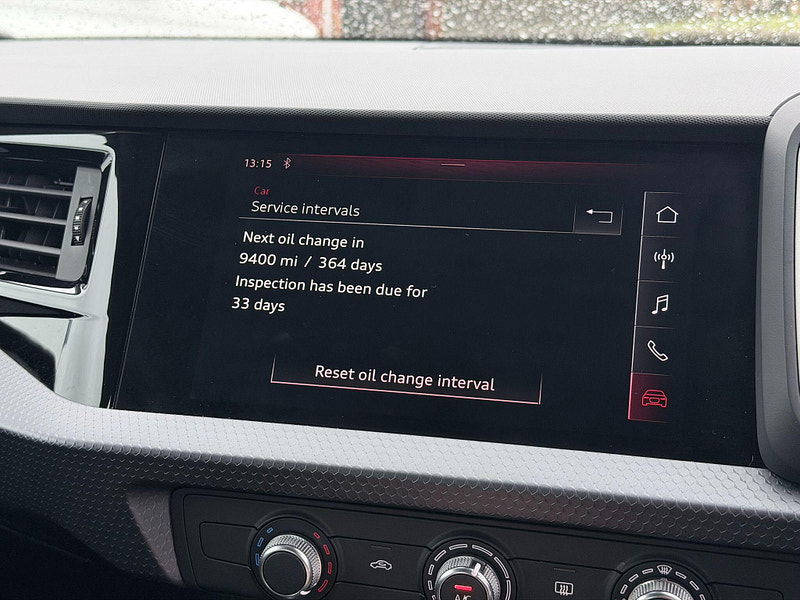 13:15
Car
Service intervals
Next oil change in
9400 mi / 364 days
Inspection has been due for
33 days
Reset oil change interval
A/C